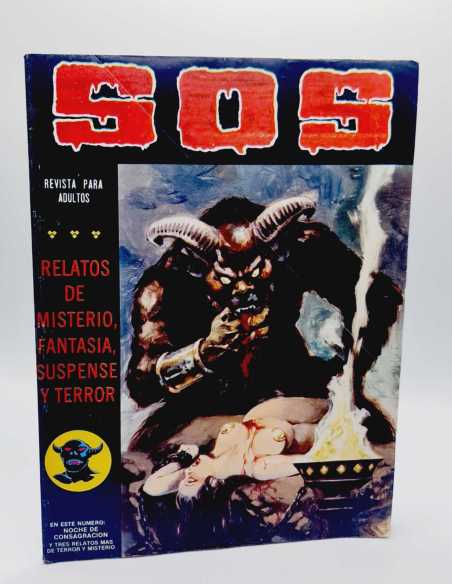 SOS
REVISTA PARA
ADULTOS
RELATOS
DE
MISTERIO,
FANTASIA,
SUSPENSE
Y TERROR
EN ESTE NUMERO:
NOCHE DE
CONSAGRACION
Y TRES RELATOS MAS
DE TERROR Y MISTERIO